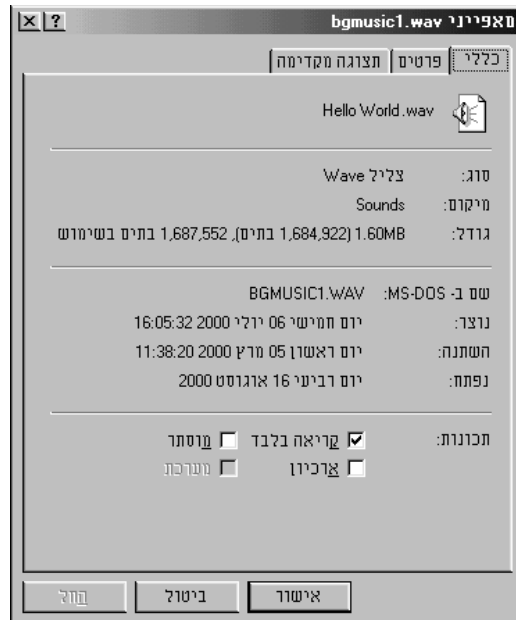 מאפייני bgmusic1.wav
כללי פרטים תצוגה מקדימה
Hello World.wav
סוג: צליל Wave
מיקום: Sounds
גודל: 1.60MB (1,684,922 בתים), 1,687,552 בתים בשימוש
שם ב- MS-DOS: BGMUSIC1.WAV
נוצר: יום חמישי 06 יולי 2000 16:05:32
השתנה: יום ראשון 05 מרץ 2000 11:38:20
נפתח: יום רביעי 16 אוגוסט 2000
תכונות: קריאה בלבד מוסתר
ארכיון מערכת
אישור ביטול החל